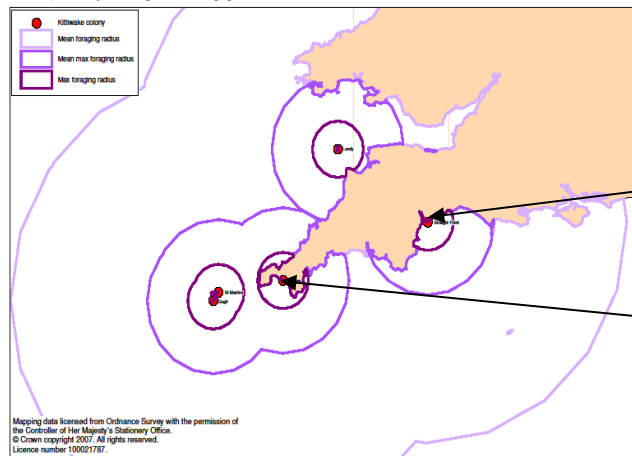 Kittiwake colony
Mean foraging radius
Mean max foraging radius
Max foraging radius
Lundy
Straight Point
St Martins
Gugh
Mapping data licensed from Ordnance Survey with the permission of
the Controller of Her Majesty's Stationery Office.
© Crown copyright 2007. All rights reserved.
Licence number 100021787.